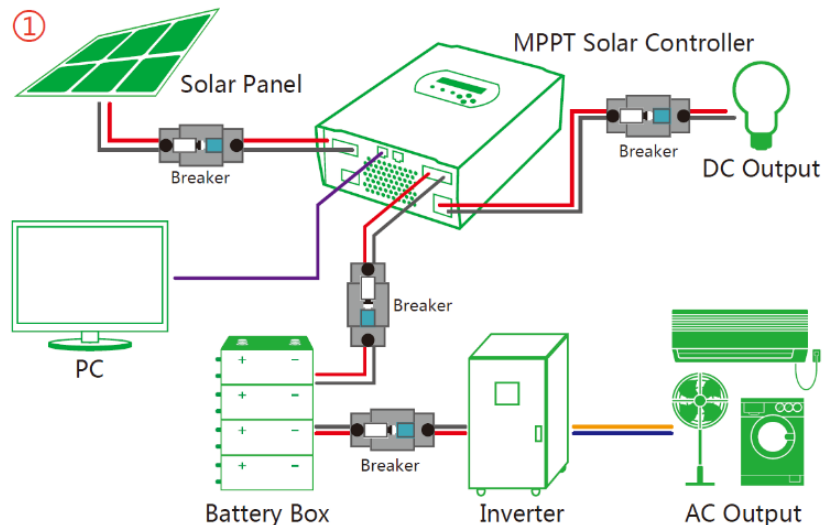 ①
MPPT Solar Controller
Solar Panel
Breaker
Breaker
DC Output
Breaker
PC
+ −
+ −
+ −
+ −
Breaker
Battery Box
Inverter
AC Output